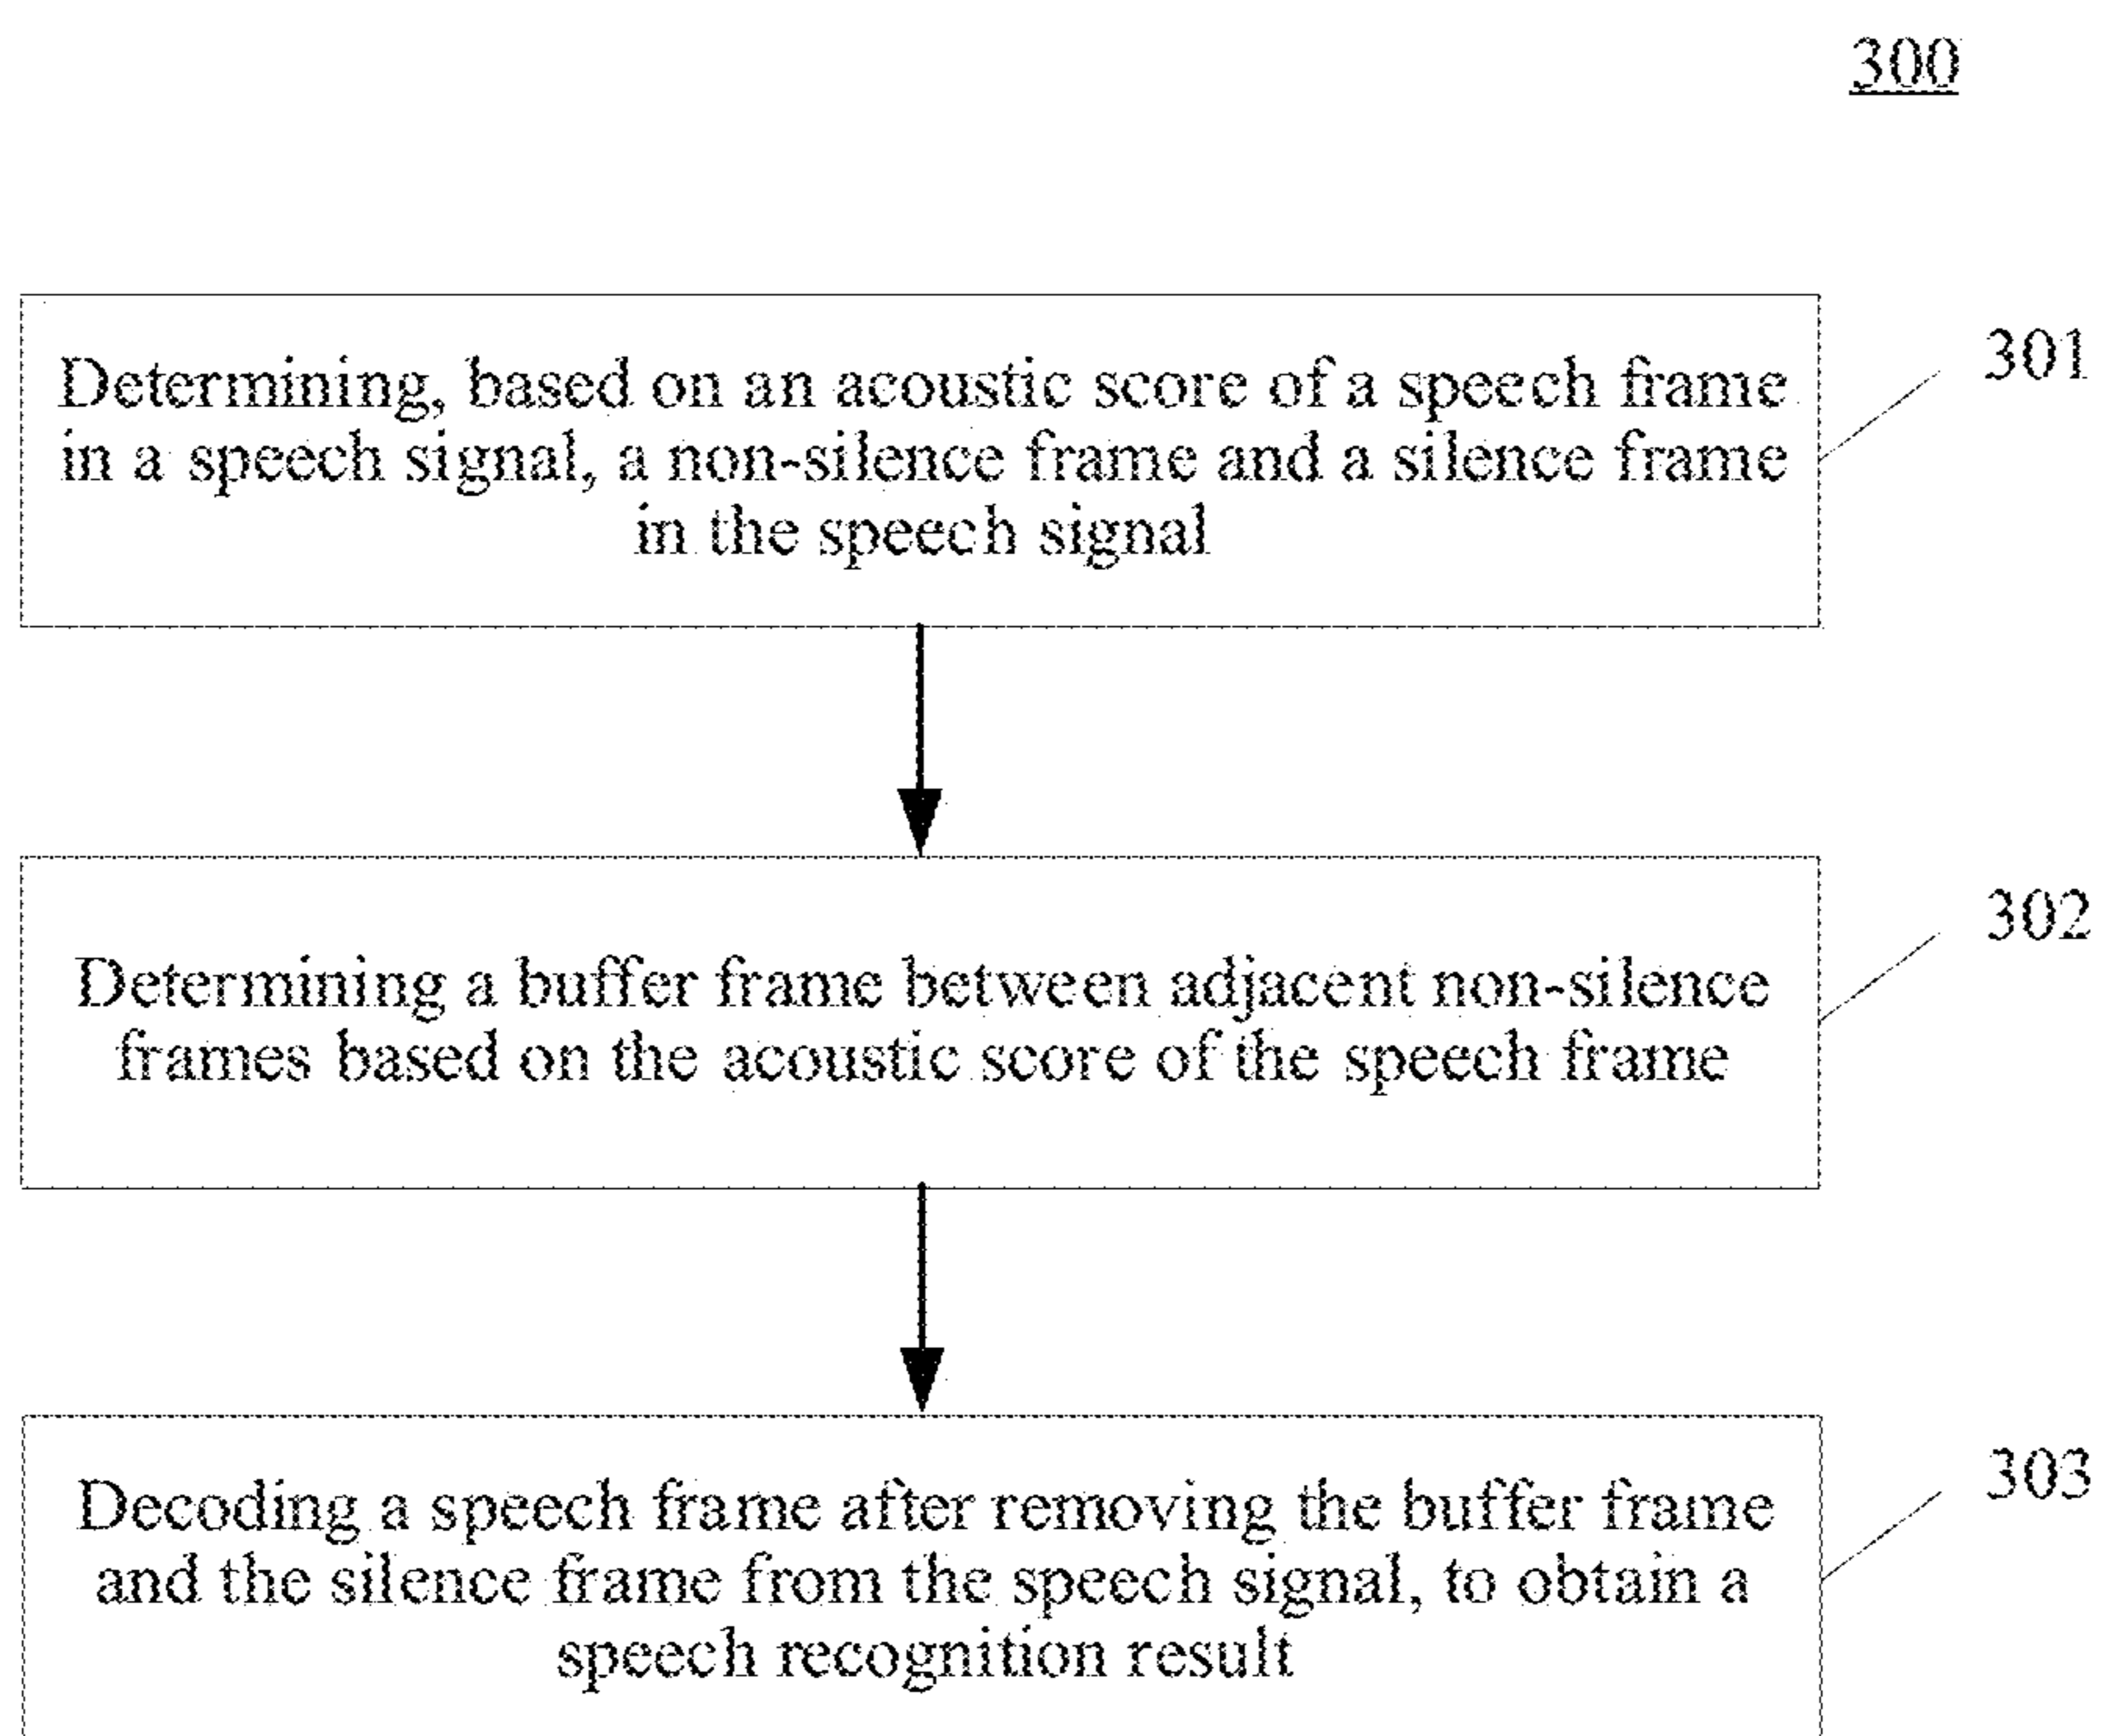 300
Determining, based on an acoustic score of a speech frame
in a speech signal, a non-silence frame and a silence frame
in the speech signal
301
Determining a buffer frame between adjacent non-silence
frames based on the acoustic score of the speech frame
302
Decoding a speech frame after removing the buffer frame
and the silence frame from the speech signal, to obtain a
speech recognition result
303